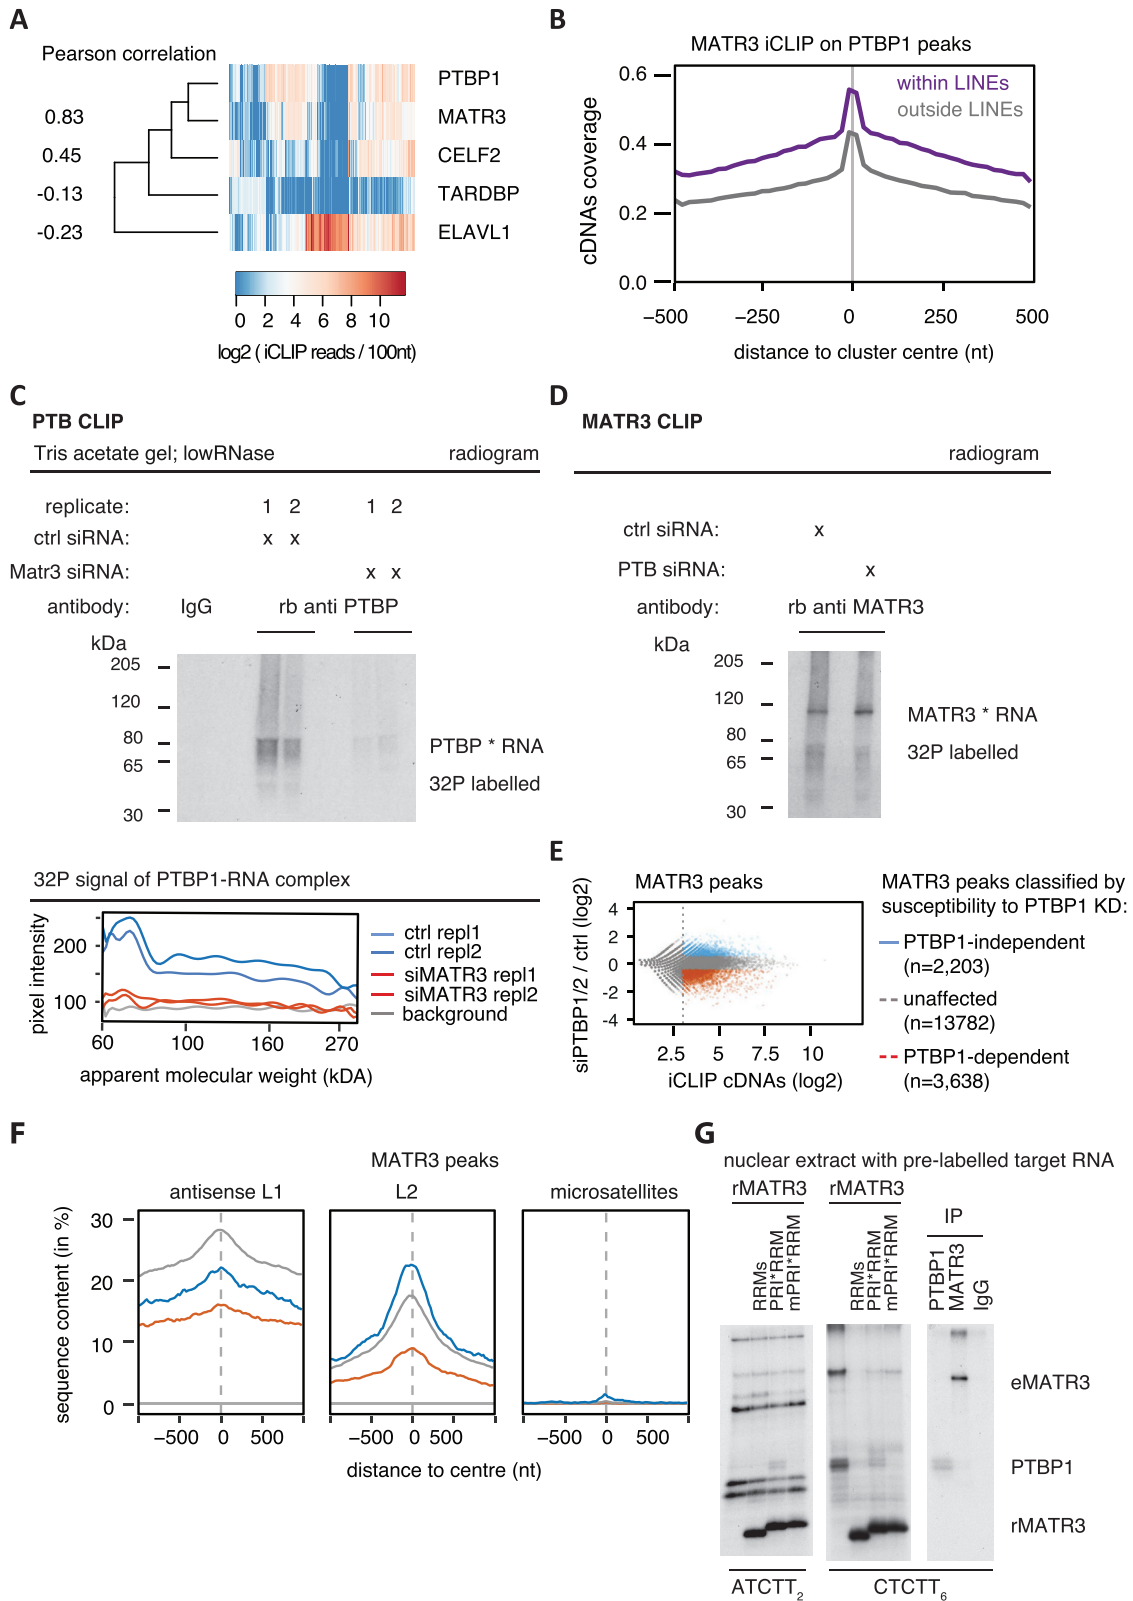 A
Pearson correlation
PTBP1
0.83
MATR3
0.45
CELF2
-0.13
TARDBP
-0.23
ELAVL1
0 2 4 6 8 10
log2 ( iCLIP reads / 100nt)
B
MATR3 iCLIP on PTBP1 peaks
within LINEs
outside LINEs
cDNAs coverage
0.6
0.4
0.2
0.0
−500 −250 0 250 500
distance to cluster centre (nt)
C
PTB CLIP
Tris acetate gel; lowRNase radiogram
replicate: 1 2 1 2
ctrl siRNA: x x
Matr3 siRNA: x x
antibody: IgG rb anti PTBP
kDa
205
120
80
65
30
PTBP * RNA
32P labelled
32P signal of PTBP1-RNA complex
pixel intensity
200
100
60 100 160 270
apparent molecular weight (kDA)
ctrl repl1
ctrl repl2
siMATR3 repl1
siMATR3 repl2
background
D
MATR3 CLIP
radiogram
ctrl siRNA: x
PTB siRNA: x
antibody: rb anti MATR3
kDa
205
120
80
65
30
MATR3 * RNA
32P labelled
E
MATR3 peaks
siPTBP1/2 / ctrl (log2)
4
2
0
-2
-4
2.5 5 7.5 10
iCLIP cDNAs (log2)
MATR3 peaks classified by
susceptibility to PTBP1 KD:
PTBP1-independent
(n=2,203)
unaffected
(n=13782)
PTBP1-dependent
(n=3,638)
F
MATR3 peaks
antisense L1 L2 microsatellites
sequence content (in %)
30
20
10
0
−500 0 500 −500 0 500 −500 0 500
distance to centre (nt)
G
nuclear extract with pre-labelled target RNA
rMATR3 rMATR3
IP
RRMs
PRI*RRM
mPRI*RRM
RRMs
PRI*RRM
mPRI*RRM
PTBP1
MATR3
IgG
eMATR3
PTBP1
rMATR3
ATCTT2 CTCTT6